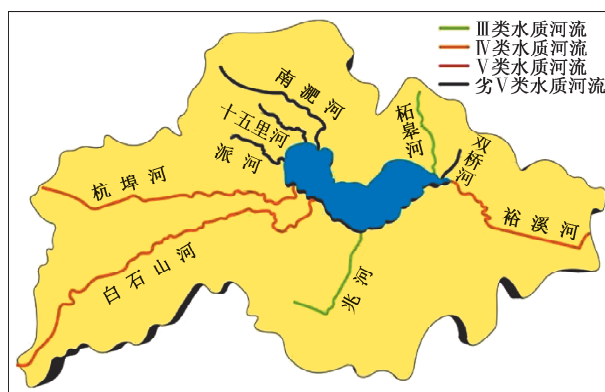 Ⅲ类水质河流
Ⅳ类水质河流
Ⅴ类水质河流
劣Ⅴ类水质河流
南淝河
十五里河
派河
杭埠河
白石山河
柘皋河
双桥河
裕溪河
兆河